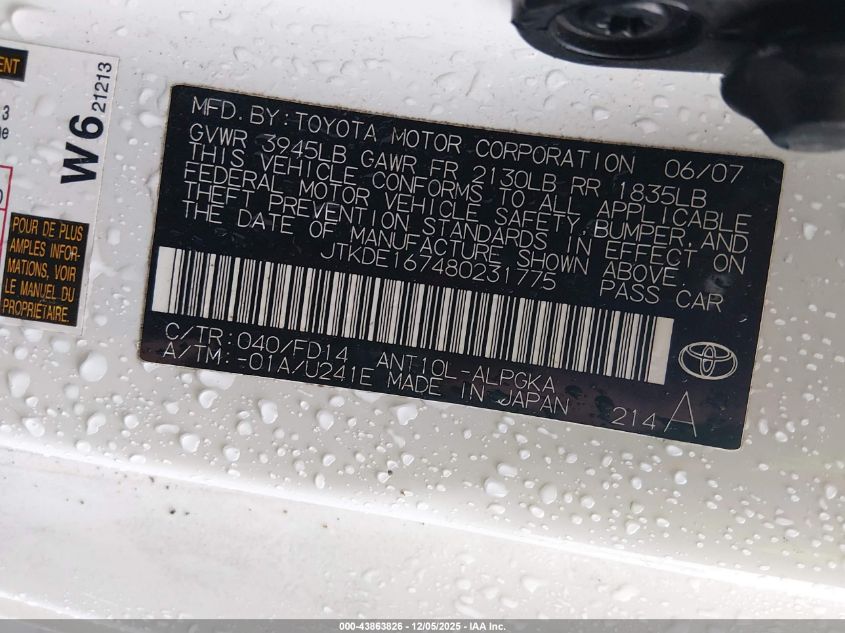 ENT
3
e
W6
21213
POUR DE PLUS
AMPLES INFOR-
MATIONS, VOIR
LE MANUEL DU
PROPRIÉTAIRE.
MFD.BY:TOYOTA MOTOR CORPORATION 06/07
GVWR 3945LB GAWR FR 2130LB RR 1835LB
THIS VEHICLE CONFORMS TO ALL APPLICABLE
FEDERAL MOTOR VEHICLE SAFETY,BUMPER,AND
THEFT PREVENTION STANDARDS IN EFFECT ON
THE DATE OF MANUFACTURE SHOWN ABOVE.
JTKDE167480231775 PASS CAR
C/TR:040/FD14 ANT10L-ALPGKA
A/TM:-01A/U241E MADE IN JAPAN 214 A
000-43863826 - 12/05/2025 - IAA Inc.